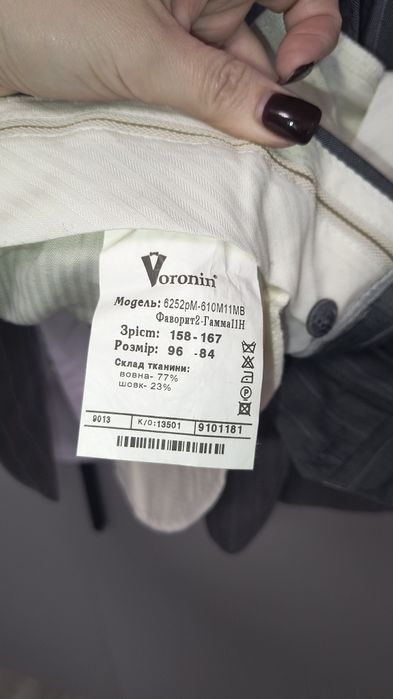 Voronin®
Модель: 6252рМ-610М11МВ
Фаворит2-Гамма11Н
Зріст: 158-167
Розмір: 96 -84
Склад тканини:
вовна- 77%
шовк- 23%
9013 К/О:13501 9101181